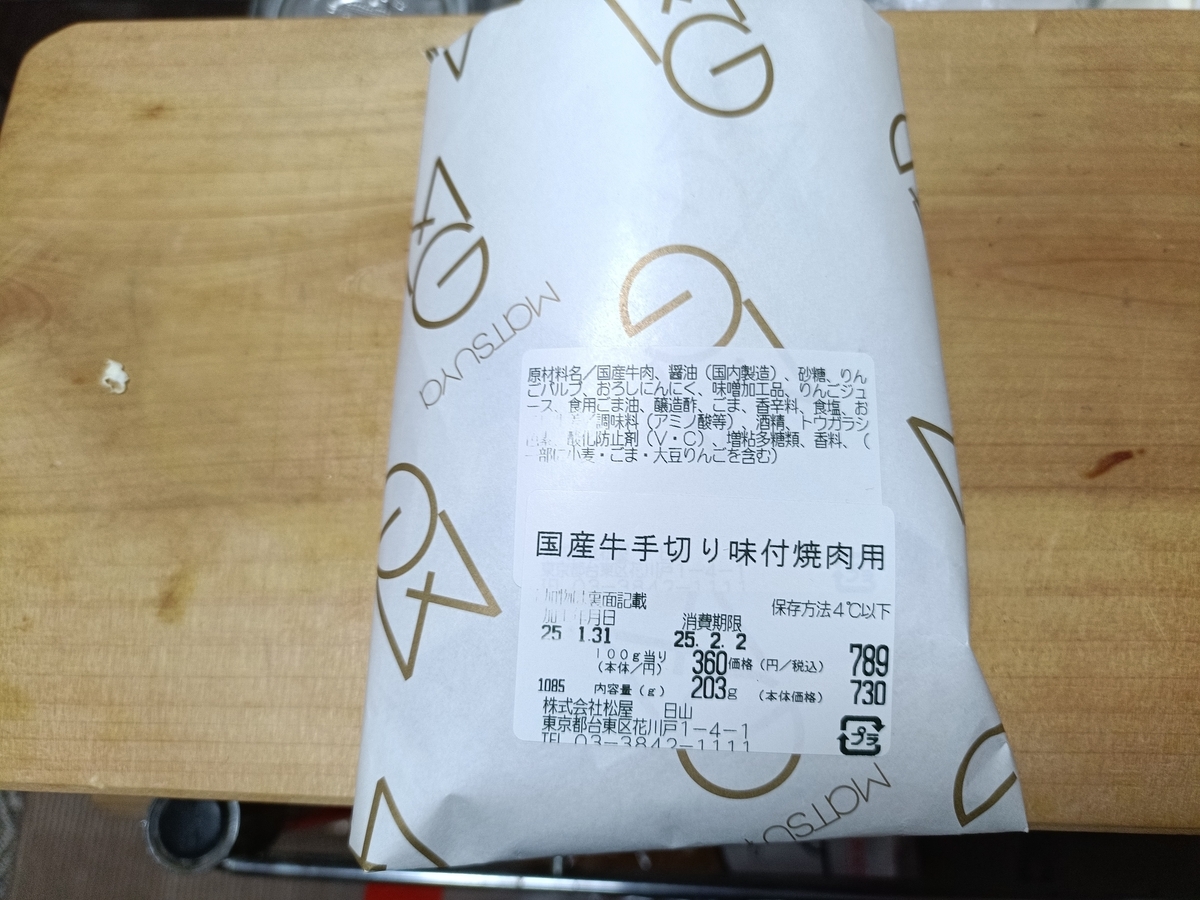 MATSUYA
原材料名／国産牛肉、醤油（国内製造）、砂糖、りん
ごパルプ、おろしにんにく、味噌加工品、りんごジュ
ース、食用ごま油、醸造酢、ごま、香辛料、食塩、お
調味料（アミノ酸等）、酒精、トウガラシ
色素、酸化防止剤（V・C）、増粘多糖類、香料、（
一部に小麦・ごま・大豆りんごを含む）
国産牛手切り味付焼肉用
裏面記載
保存方法4℃以下
加工年月日 消費期限
25 1.31 25. 2. 2
100g当り（本体/円） 360 価格（円/税込） 789
1085 内容量（g） 203g （本体価格） 730
株式会社松屋 日山
東京都台東区花川戸1-4-1
TEL 03-3842-1111
プラ
MATSUYA